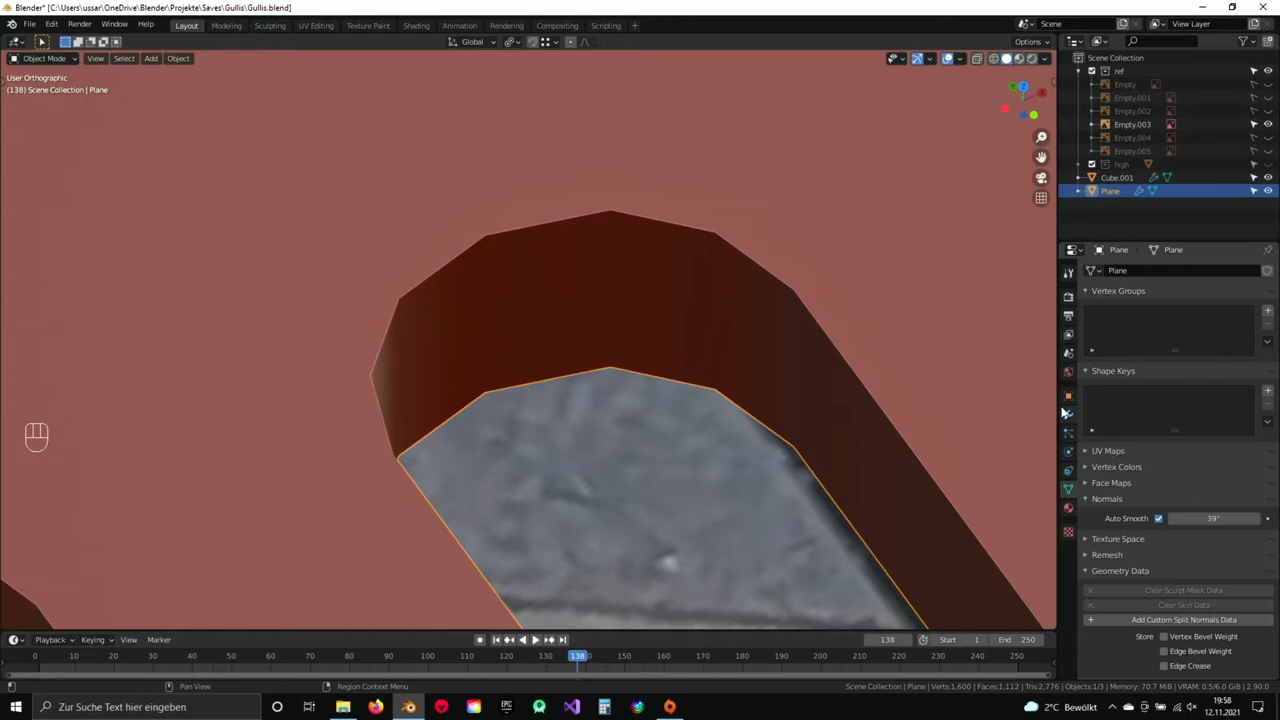 Blender* [C:\Users\ussar\OneDrive\Blender\Projekte\Saves\Gullis\Gullis.blend]
File Edit Render Window Help Layout Modeling Sculpting UV Editing Texture Paint Shading Animation Rendering Compositing Scripting + Scene View Layer
Global Options
Object Mode View Select Add Object
User Orthographic
(138) Scene Collection | Plane
Scene Collection
ref
Empty
Empty.001
Empty.002
Empty.003
Empty.004
Empty.005
high
Cube.001
Plane
Plane Plane
Plane
Vertex Groups
Shape Keys
UV Maps
Vertex Colors
Face Maps
Normals
Auto Smooth 39°
Texture Space
Remesh
Geometry Data
Clear Sculpt-Mask Data
Clear Skin Data
Add Custom Split Normals Data
Store Vertex Bevel Weight
Edge Bevel Weight
Edge Crease
Playback Keying View Marker 138 Start 1 End 250
0 10 20 30 40 50 60 70 80 90 100 110 120 130 138 150 160 170 180 190 200 210 220 230 240 250
Pan View Region Context Menu Scene Collection | Plane | Verts:1,600 | Faces:1,112 | Tris:2,776 | Objects:1/3 | Memory: 70.7 MiB | VRAM: 0.5/6.0 GiB | 2.90.0
Zur Suche Text hier eingeben 2°C Bewölkt 19:58
12.11.2021